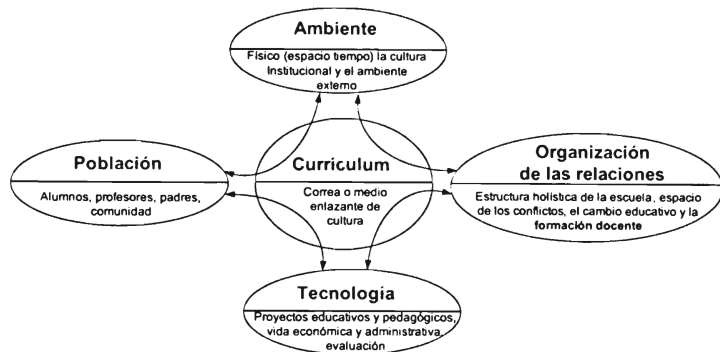 Ambiente
Físico (espacio tiempo) la cultura
Institucional y el ambiente
externo
Población
Alumnos, profesores, padres,
comunidad
Curriculum
Correa o medio
enlazante de
cultura
Organización
de las relaciones
Estructura holística de la escuela, espacio
de los conflictos, el cambio educativo y la
formación docente
Tecnología
Proyectos educativos y pedagógicos,
vida económica y administrativa,
evaluación